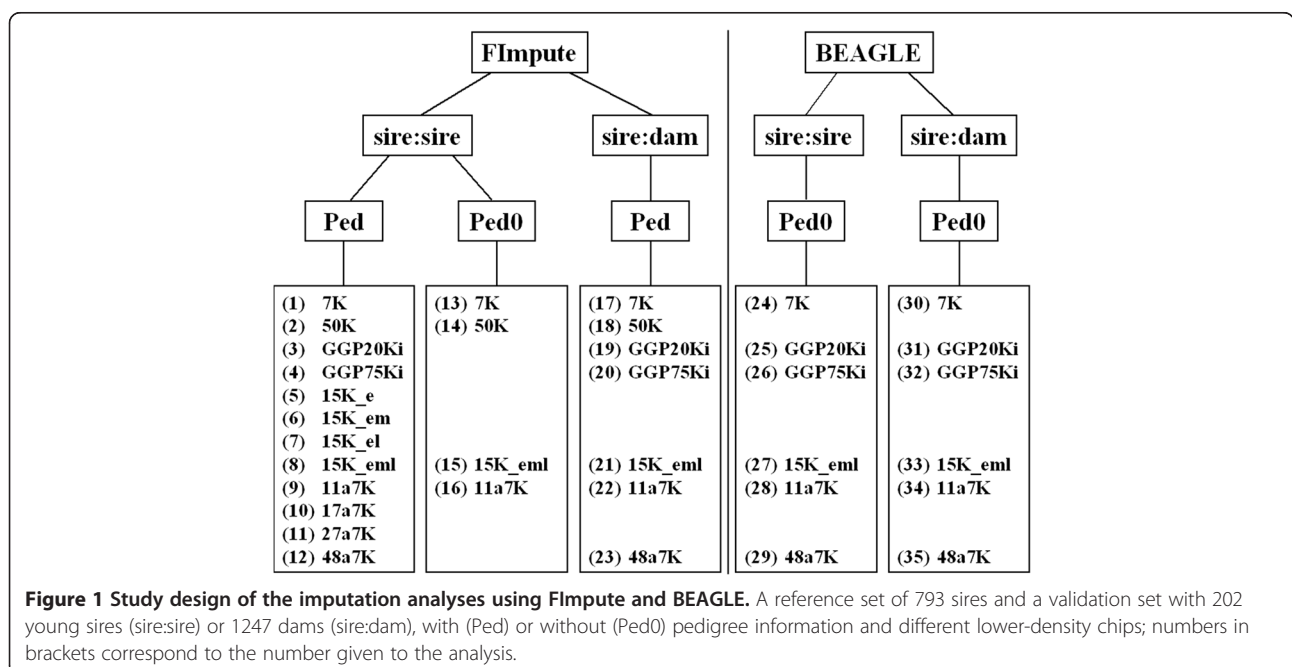 FImpute
BEAGLE
sire:sire
sire:dam
sire:sire
sire:dam
Ped
Ped0
Ped
Ped0
Ped0
(1) 7K
(2) 50K
(3) GGP20Ki
(4) GGP75Ki
(5) 15K_e
(6) 15K_em
(7) 15K_el
(8) 15K_eml
(9) 11a7K
(10) 17a7K
(11) 27a7K
(12) 48a7K
(13) 7K
(14) 50K
(15) 15K_eml
(16) 11a7K
(17) 7K
(18) 50K
(19) GGP20Ki
(20) GGP75Ki
(21) 15K_eml
(22) 11a7K
(23) 48a7K
(24) 7K
(25) GGP20Ki
(26) GGP75Ki
(27) 15K_eml
(28) 11a7K
(29) 48a7K
(30) 7K
(31) GGP20Ki
(32) GGP75Ki
(33) 15K_eml
(34) 11a7K
(35) 48a7K
Figure 1 Study design of the imputation analyses using FImpute and BEAGLE. A reference set of 793 sires and a validation set with 202
young sires (sire:sire) or 1247 dams (sire:dam), with (Ped) or without (Ped0) pedigree information and different lower-density chips; numbers in
brackets correspond to the number given to the analysis.